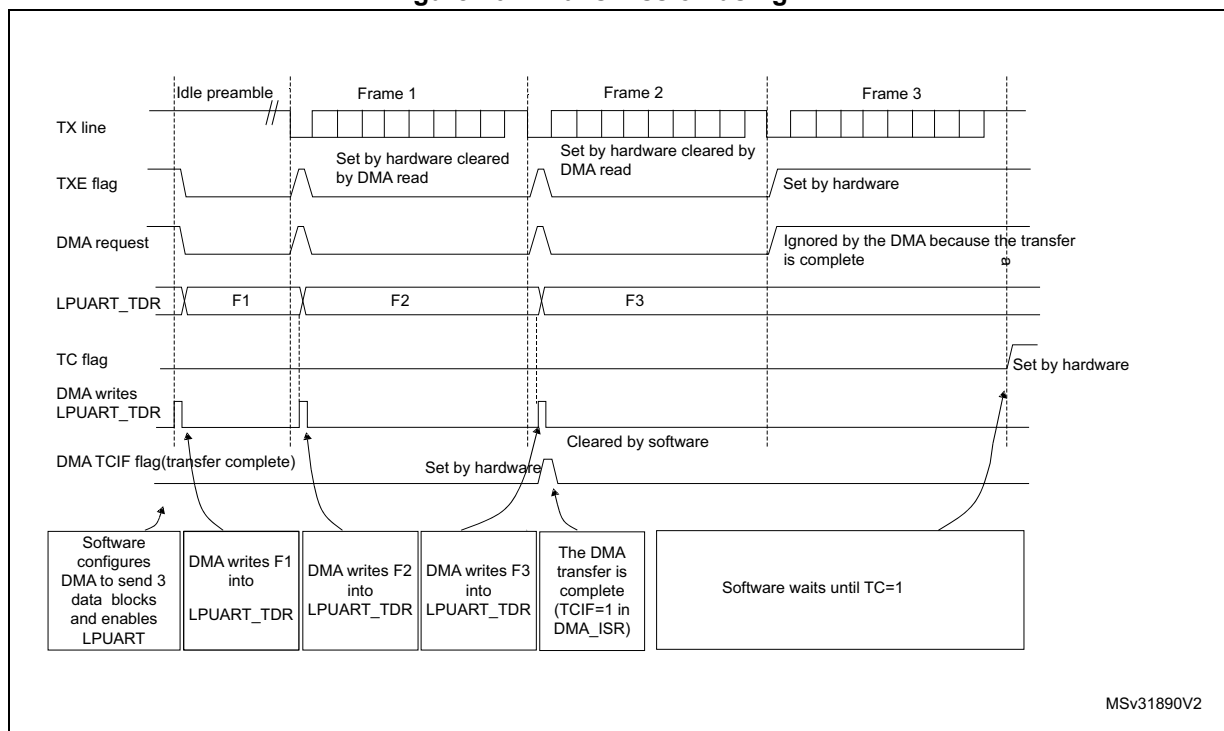 Idle preamble
Frame 1
Frame 2
Frame 3
TX line
Set by hardware cleared
by DMA read
Set by hardware cleared by
DMA read
TXE flag
Set by hardware
DMA request
Ignored by the DMA because the transfer
is complete
LPUART_TDR
F1
F2
F3
TC flag
Set by hardware
DMA writes
LPUART_TDR
Cleared by software
DMA TCIF flag(transfer complete)
Set by hardware
Software
configures
DMA to send 3
data blocks
and enables
LPUART
DMA writes F1
into
LPUART_TDR
DMA writes F2
into
LPUART_TDR
DMA writes F3
into
LPUART_TDR
The DMA
transfer is
complete
(TCIF=1 in
DMA_ISR)
Software waits until TC=1
MSv31890V2